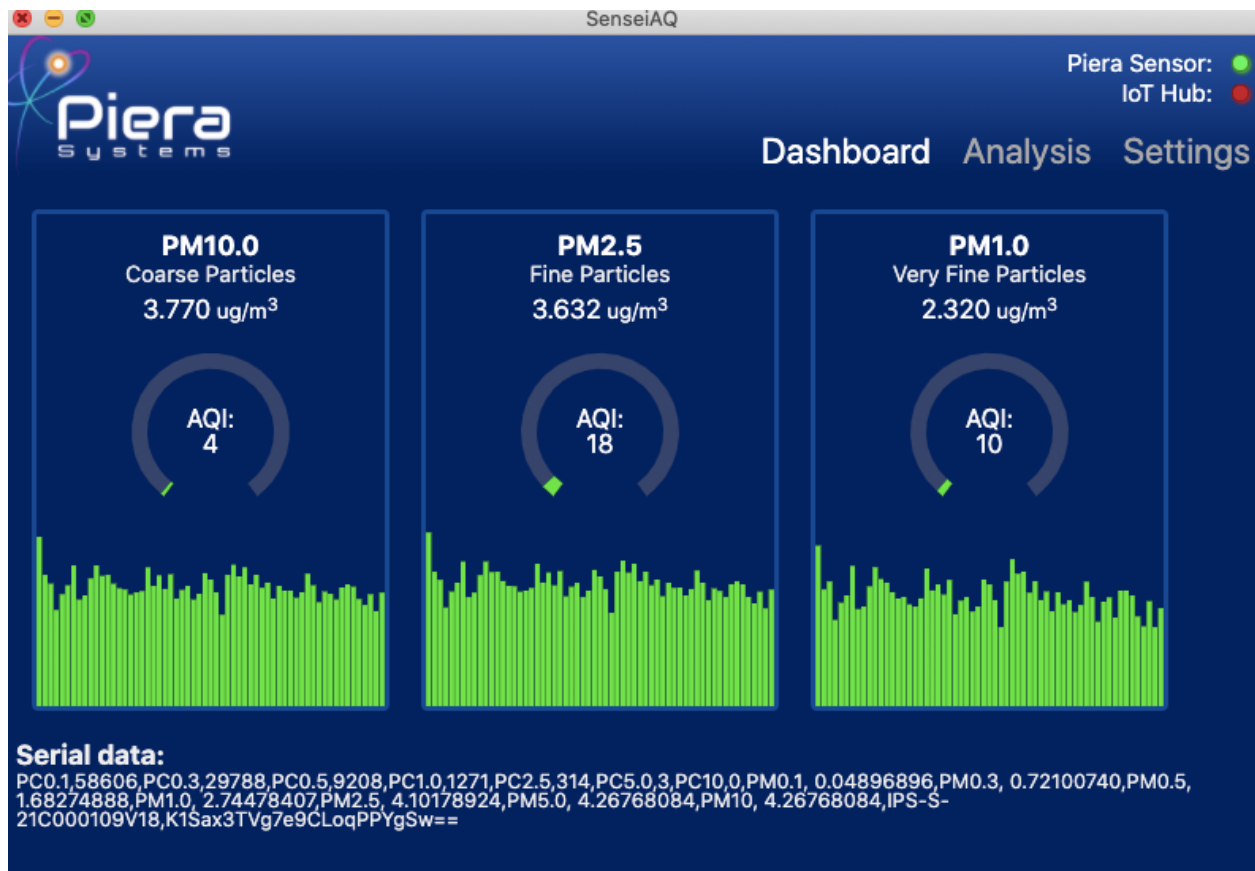 SenseiAQ
Piera
Systems
Piera Sensor:
IoT Hub:
Dashboard Analysis Settings
PM10.0
Coarse Particles
3.770 ug/m³
AQI:
4
PM2.5
Fine Particles
3.632 ug/m³
AQI:
18
PM1.0
Very Fine Particles
2.320 ug/m³
AQI:
10
Serial data:
PC0.1,58606,PC0.3,29788,PC0.5,9208,PC1.0,1271,PC2.5,314,PC5.0,3,PC10,0,PM0.1, 0.04896896,PM0.3, 0.72100740,PM0.5,
1.68274888,PM1.0, 2.74478407,PM2.5, 4.10178924,PM5.0, 4.26768084,PM10, 4.26768084,IPS-S-
21C000109V18,K1Sax3TVg7e9CLoqPPYgSw==